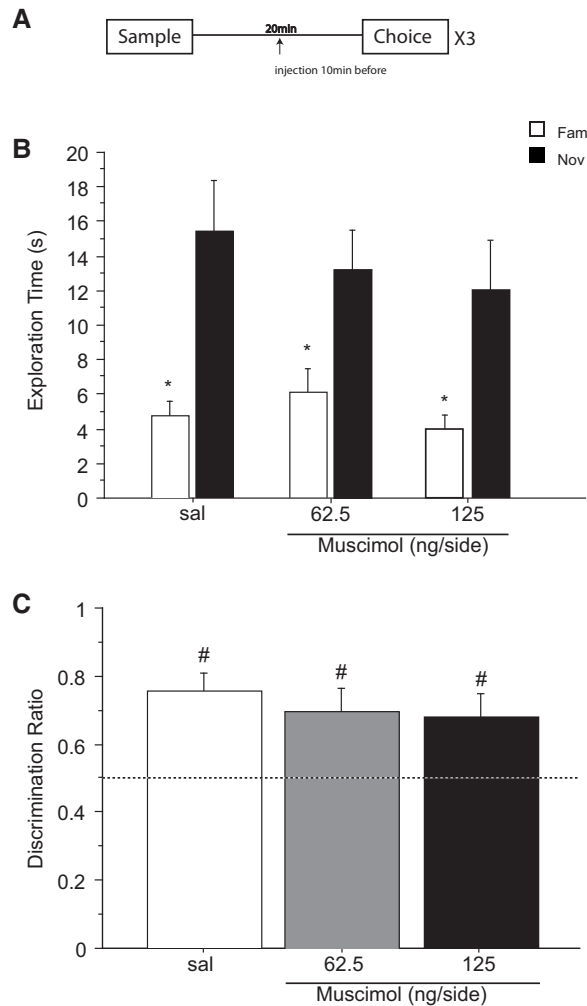 A
Sample
20min
Choice
X3
injection 10min before
Fam
Nov
B
20
18
16
14
12
10
8
6
4
2
0
Exploration Time (s)
*
*
*
sal
62.5
125
Muscimol (ng/side)
C
1
0.8
0.6
0.4
0.2
0
Discrimination Ratio
#
#
#
sal
62.5
125
Muscimol (ng/side)